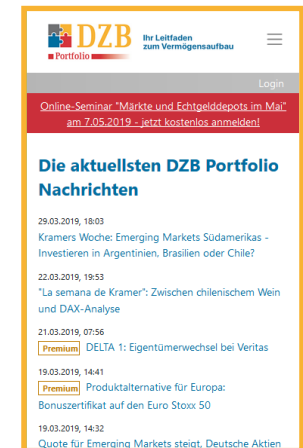 DZB
Portfolio
Ihr Leitfaden
zum Vermögensaufbau
Login
Online-Seminar "Märkte und Echtgelddepots im Mai"
am 7.05.2019 - jetzt kostenlos anmelden!
Die aktuellsten DZB Portfolio
Nachrichten
29.03.2019, 18:03
Kramers Woche: Emerging Markets Südamerikas -
Investieren in Argentinien, Brasilien oder Chile?
22.03.2019, 19:53
"La semana de Kramer": Zwischen chilenischem Wein
und DAX-Analyse
21.03.2019, 07:56
Premium DELTA 1: Eigentümerwechsel bei Veritas
19.03.2019, 14:41
Premium Produktalternative für Europa:
Bonuszertifikat auf den Euro Stoxx 50
19.03.2019, 14:32
Quote für Emerging Markets steigt, Deutsche Aktien